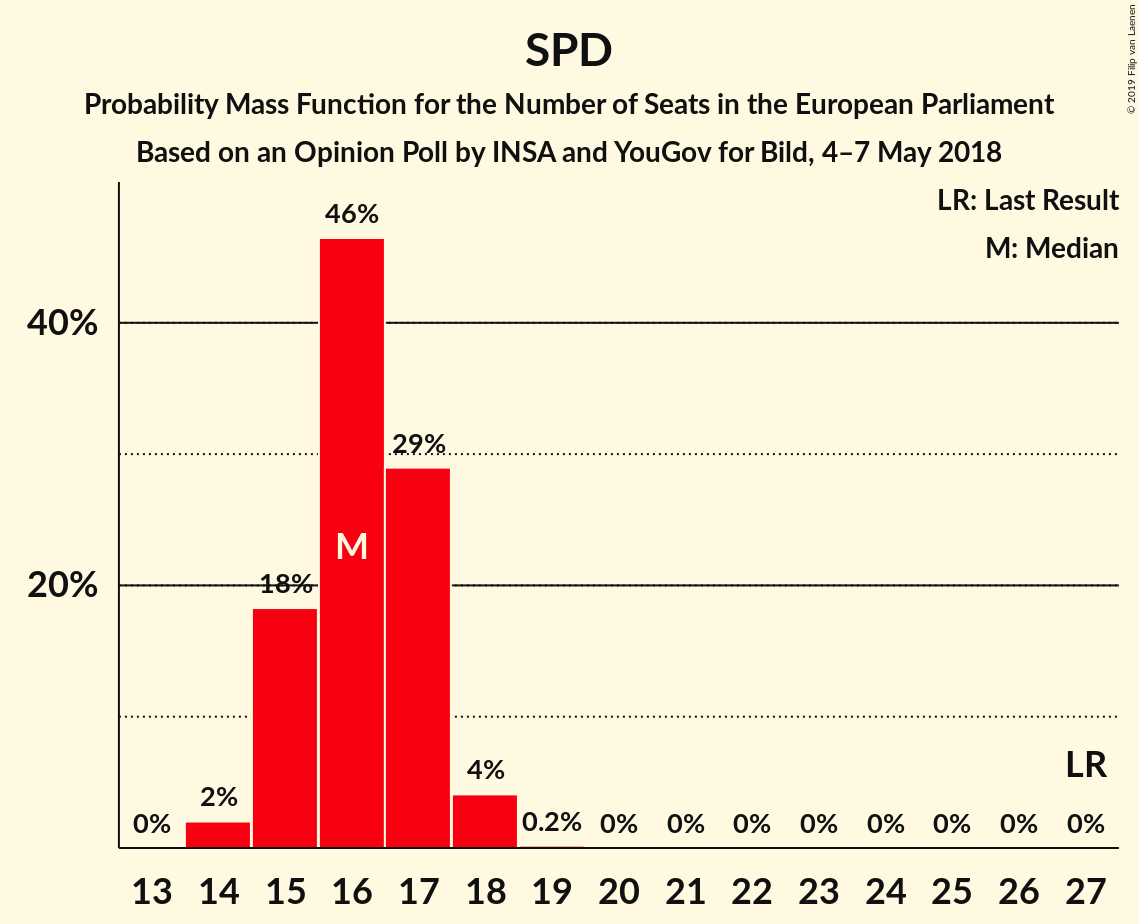 SPD
Probability Mass Function for the Number of Seats in the European Parliament
Based on an Opinion Poll by INSA and YouGov for Bild, 4–7 May 2018
© 2019 Filip van Laenen
LR: Last Result
M: Median
40%
20%
0%
2%
18%
46%
29%
4%
0.2%
0%
0%
0%
0%
0%
0%
0%
0%
M
LR
13 14 15 16 17 18 19 20 21 22 23 24 25 26 27